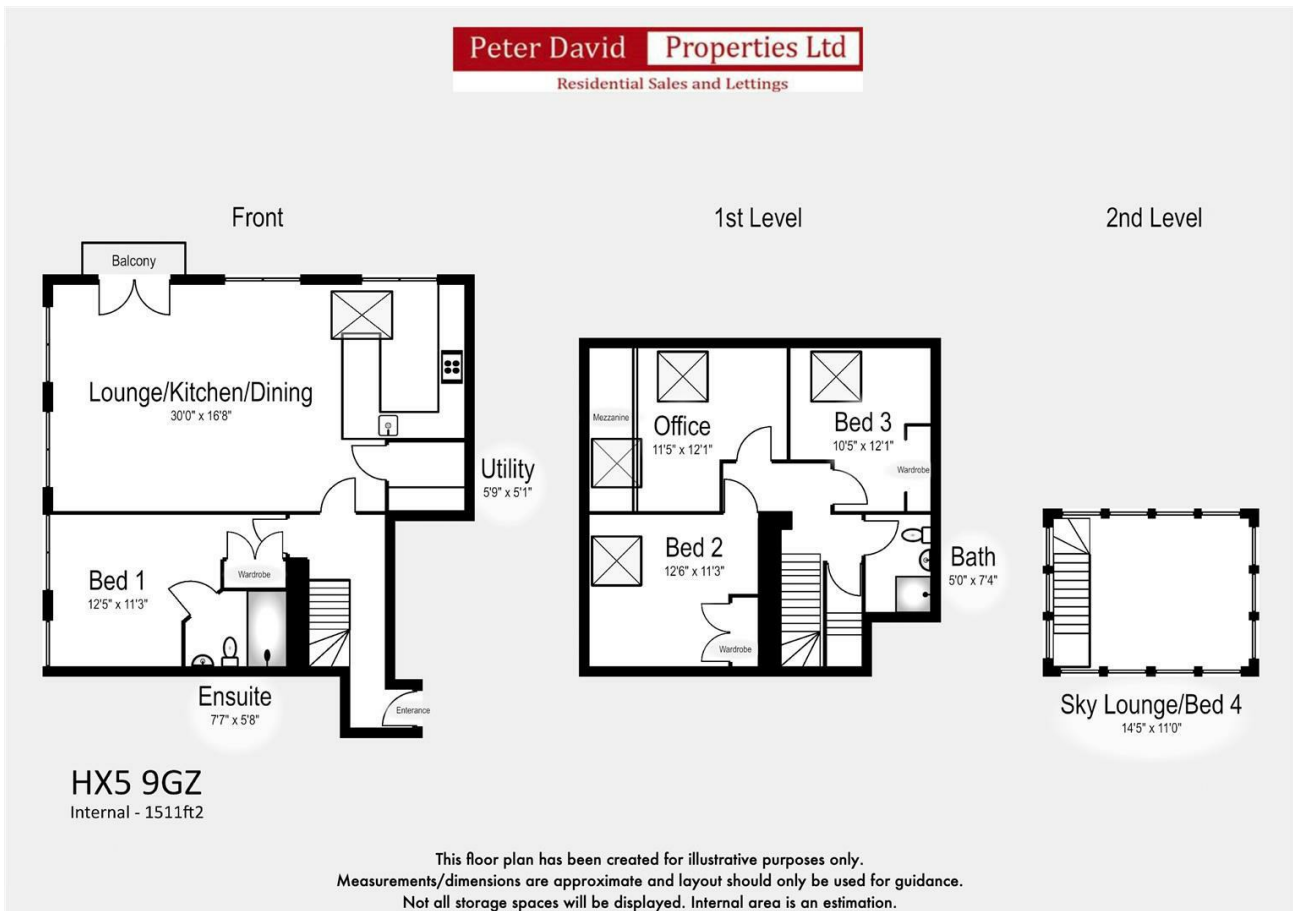 Peter David Properties Ltd
Residential Sales and Lettings
Front
1st Level
2nd Level
Balcony
Lounge/Kitchen/Dining
30'0" x 16'8"
Utility
5'9" x 5'1"
Bed 1
12'5" x 11'3"
Wardrobe
Ensuite
7'7" x 5'8"
Enterance
Mezzanine
Office
11'5" x 12'1"
Bed 3
10'5" x 12'1"
Wardrobe
Bed 2
12'6" x 11'3"
Wardrobe
Bath
5'0" x 7'4"
Sky Lounge/Bed 4
14'5" x 11'0"
HX5 9GZ
Internal - 1511ft2
This floor plan has been created for illustrative purposes only.
Measurements/dimensions are approximate and layout should only be used for guidance.
Not all storage spaces will be displayed. Internal area is an estimation.